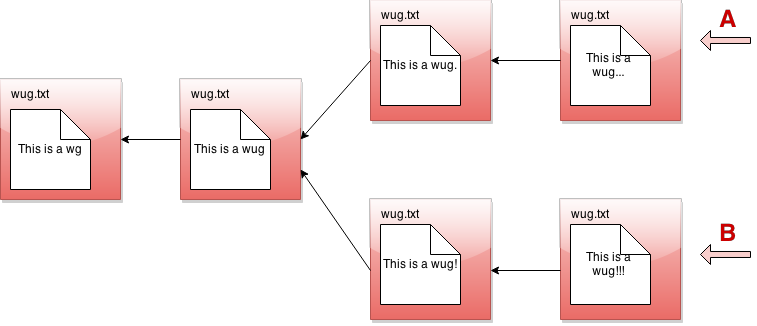 wug.txt
This is a wg
wug.txt
This is a wug
wug.txt
This is a wug.
wug.txt
This is a
wug...
A
wug.txt
This is a wug!
wug.txt
This is a
wug!!!
B